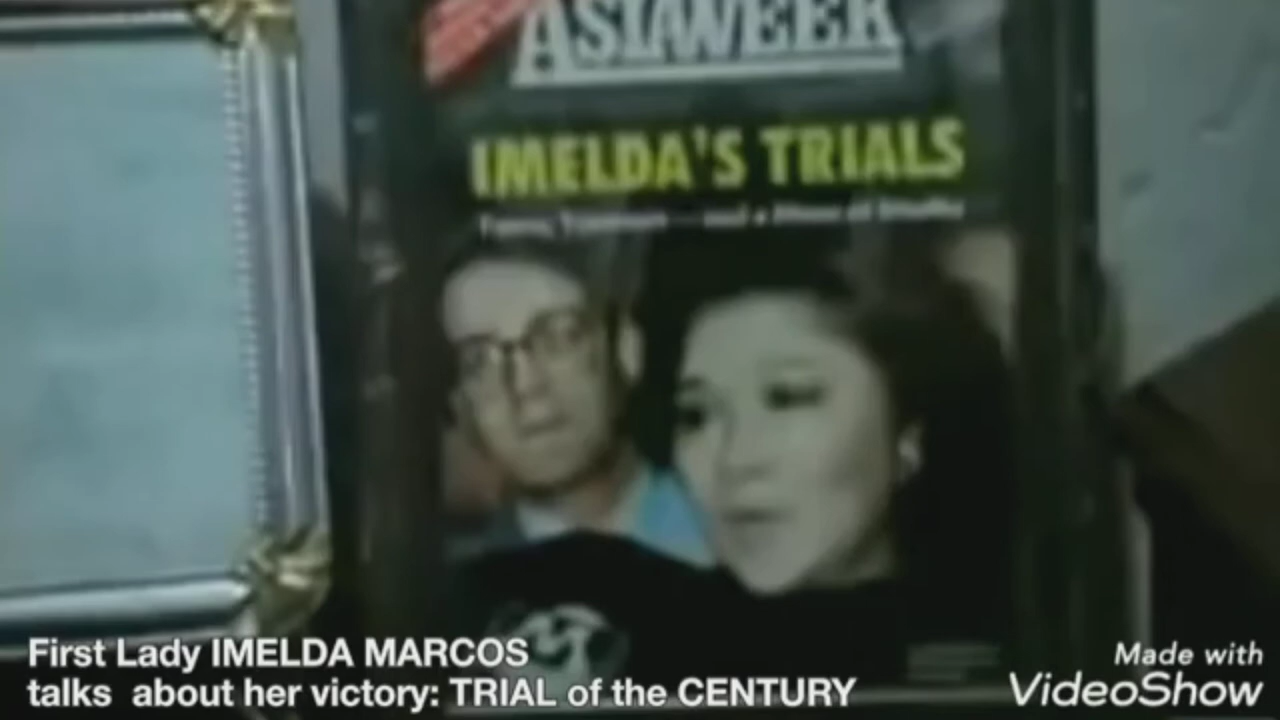 ASIAWEEK
IMELDA'S TRIALS
First Lady IMELDA MARCOS
talks about her victory: TRIAL of the CENTURY
Made with
VideoShow